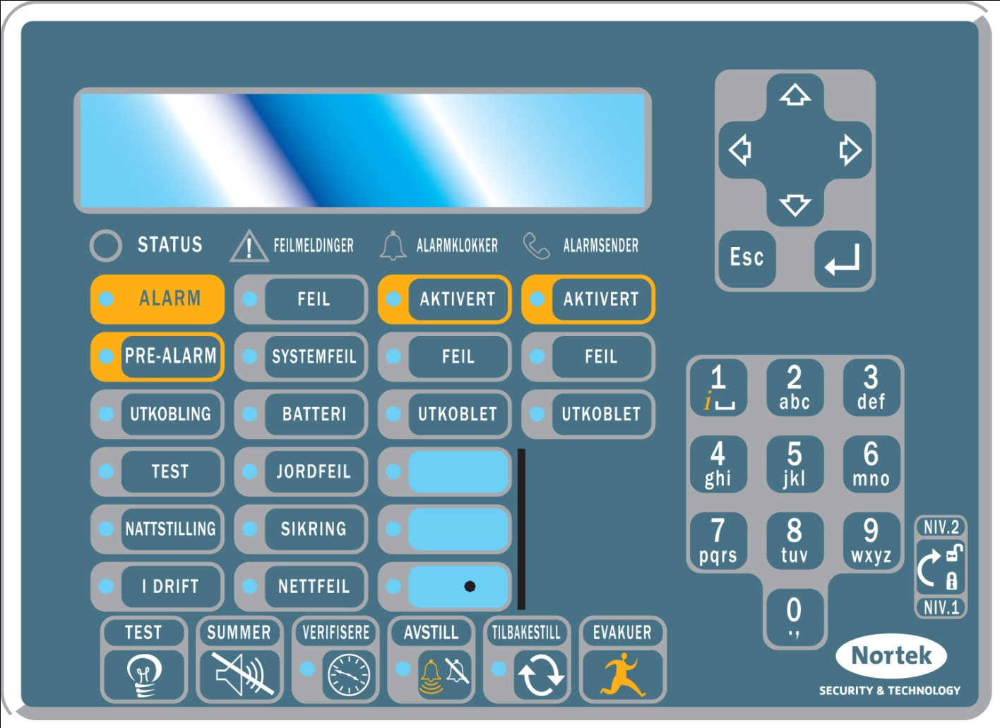 STATUS
FEILMELDINGER
ALARMKLOKKER
ALARMSENDER
ALARM
FEIL
AKTIVERT
AKTIVERT
PRE-ALARM
SYSTEMFEIL
FEIL
FEIL
UTKOBLING
BATTERI
UTKOBLET
UTKOBLET
TEST
JORDFEIL
NATTSTILLING
SIKRING
I DRIFT
NETTFEIL
TEST
SUMMER
VERIFISERE
AVSTILL
TILBAKESTILL
EVAKUER
Esc
1
i
2
abc
3
def
4
ghi
5
jkl
6
mno
7
pqrs
8
tuv
9
wxyz
0
.,
NIV.2
NIV.1
Nortek
SECURITY & TECHNOLOGY